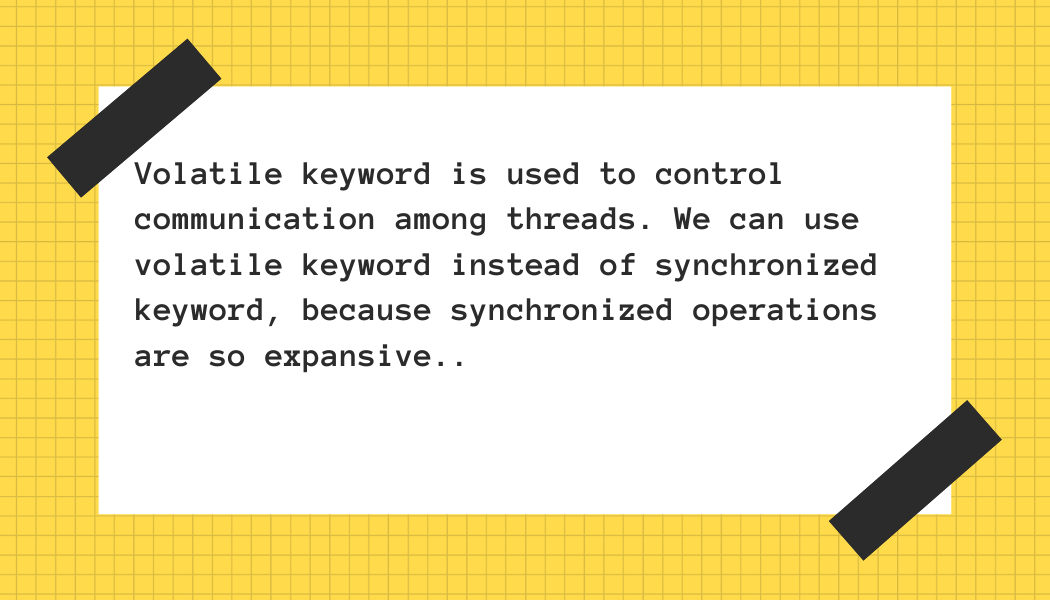 Volatile keyword is used to control
communication among threads. We can use
volatile keyword instead of synchronized
keyword, because synchronized operations
are so expansive..